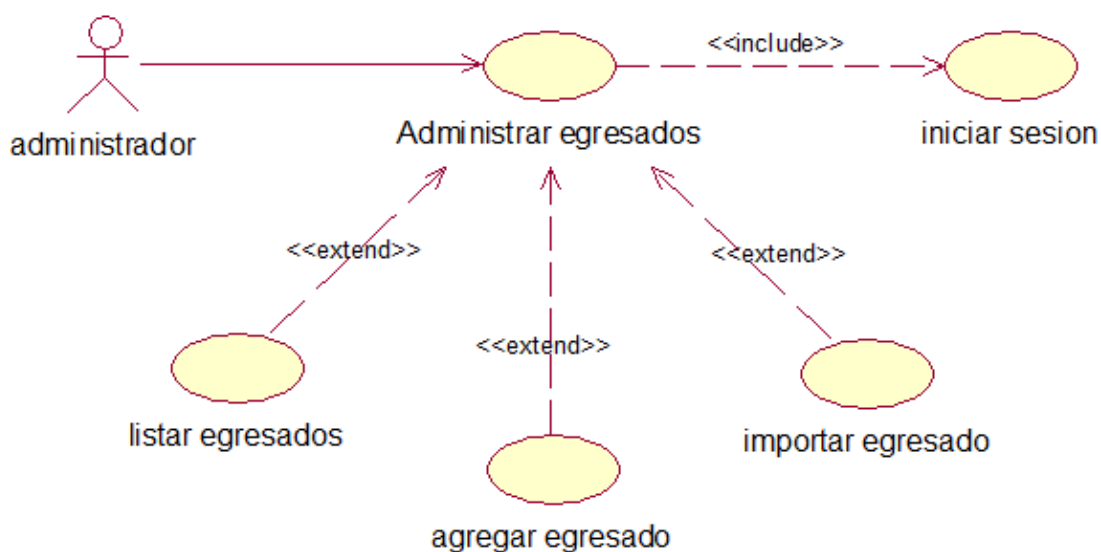 <<include>>
administrador
Administrar egresados
iniciar sesion
<<extend>>
<<extend>>
<<extend>>
listar egresados
importar egresado
agregar egresado